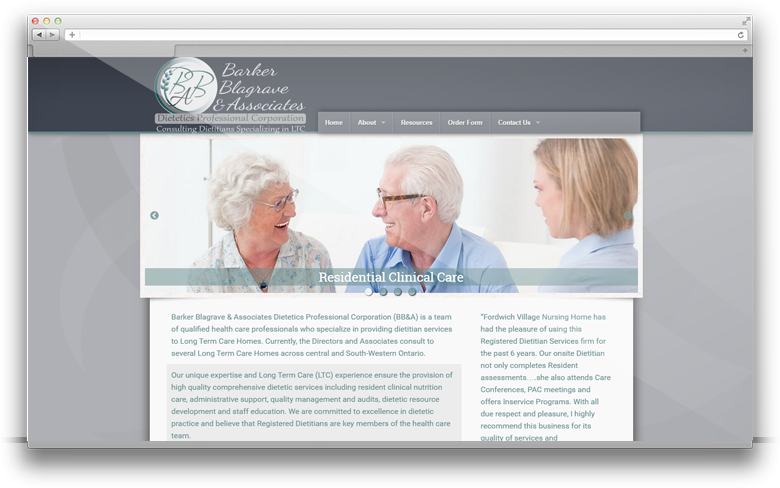 BAB
Barker
Blagrave
& Associates
Dietetics Professional Corporation
Consulting Dietitians Specializing in LTC
Home About Resources Order Form Contact Us
Residential Clinical Care
Barker Blagrave & Associates Dietetics Professional Corporation (BB&A) is a team
of qualified health care professionals who specialize in providing dietitian services
to Long Term Care Homes. Currently, the Directors and Associates consult to
several Long Term Care Homes across central and South-Western Ontario.
Our unique expertise and Long Term Care (LTC) experience ensure the provision of
high quality comprehensive dietetic services including resident clinical nutrition
care, administrative support, quality management and audits, dietetic resource
development and staff education. We are committed to excellence in dietetic
practice and believe that Registered Dietitians are key members of the health care
team.
"Fordwich Village Nursing Home has
had the pleasure of using this
Registered Dietitian Services firm for
the past 6 years. Our onsite Dietitian
not only completes Resident
assessments….she also attends Care
Conferences, PAC meetings and
offers Inservice Programs. With all
due respect and pleasure, I highly
recommend this business for its
quality of services and